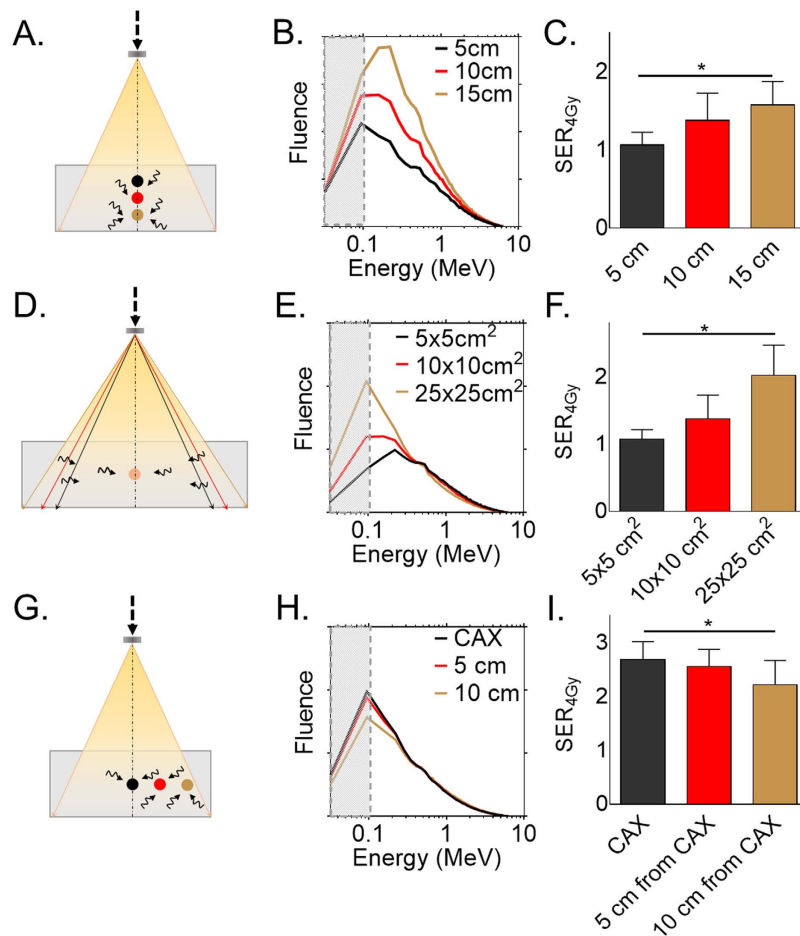 A.
B.
5cm
10cm
15cm
Fluence
0.1 1 10
Energy (MeV)
C.
*
SER4Gy
2
1
0
5 cm
10 cm
15 cm
D.
E.
5x5cm²
10x10cm²
25x25cm²
Fluence
0.1 1 10
Energy (MeV)
F.
*
SER4Gy
2
1
0
5x5 cm²
10x10 cm²
25x25 cm²
G.
H.
CAX
5 cm
10 cm
Fluence
0.1 1 10
Energy (MeV)
I.
*
SER4Gy
3
2
1
0
CAX
5 cm from CAX
10 cm from CAX